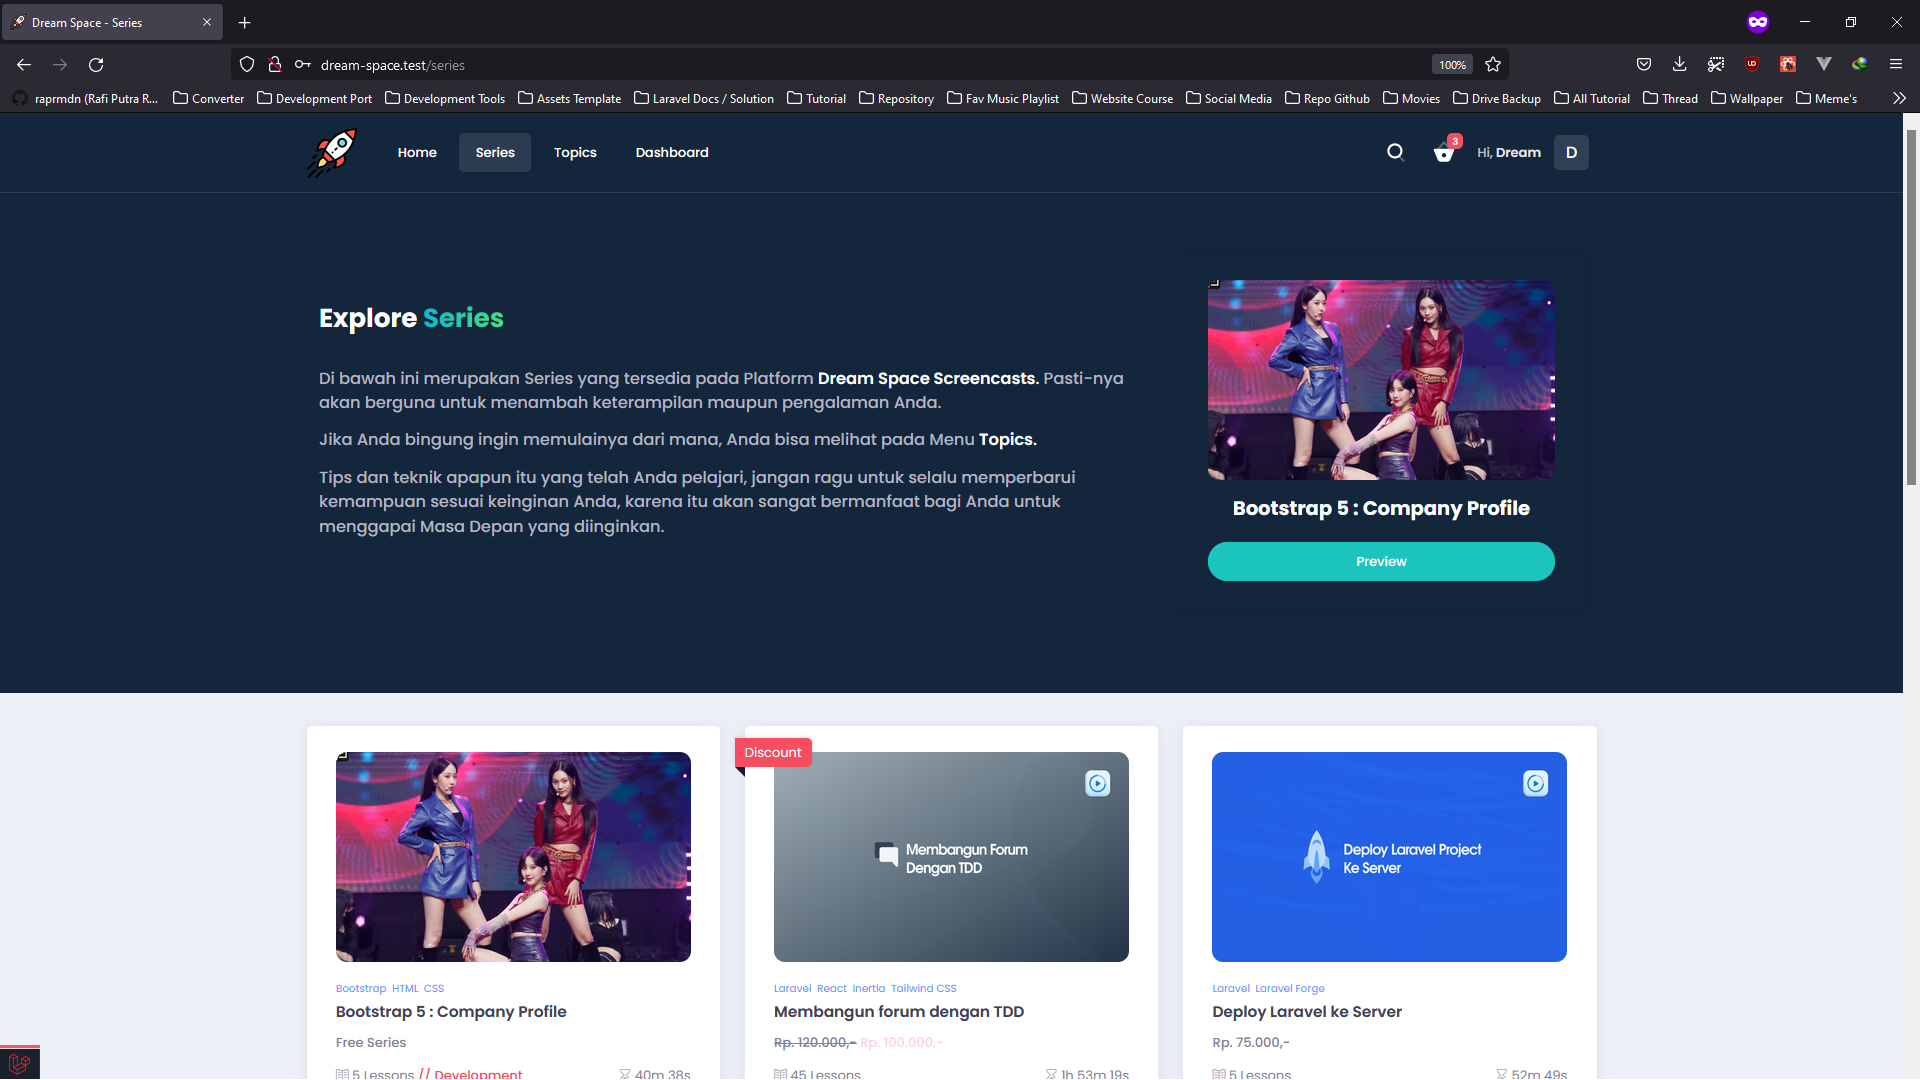 Dream Space - Series
dream-space.test/series
100%
raprmdn (Rafi Putra R...
Converter
Development Port
Development Tools
Assets Template
Laravel Docs / Solution
Tutorial
Repository
Fav Music Playlist
Website Course
Social Media
Repo Github
Movies
Drive Backup
All Tutorial
Thread
Wallpaper
Meme's
Home
Series
Topics
Dashboard
3
Hi, Dream
D
Explore Series
Di bawah ini merupakan Series yang tersedia pada Platform Dream Space Screencasts. Pasti-nya
akan berguna untuk menambah keterampilan maupun pengalaman Anda.
Jika Anda bingung ingin memulainya dari mana, Anda bisa melihat pada Menu Topics.
Tips dan teknik apapun itu yang telah Anda pelajari, jangan ragu untuk selalu memperbarui
kemampuan sesuai keinginan Anda, karena itu akan sangat bermanfaat bagi Anda untuk
menggapai Masa Depan yang diinginkan.
Bootstrap 5 : Company Profile
Preview
Bootstrap HTML CSS
Bootstrap 5 : Company Profile
Free Series
5 Lessons // Development
40m 38s
Discount
Membangun Forum
Dengan TDD
Laravel React Inertia Tailwind CSS
Membangun forum dengan TDD
Rp. 120.000,- Rp. 100.000,-
45 Lessons
1h 53m 19s
Deploy Laravel Project
Ke Server
Laravel Laravel Forge
Deploy Laravel ke Server
Rp. 75.000,-
5 Lessons
52m 49s